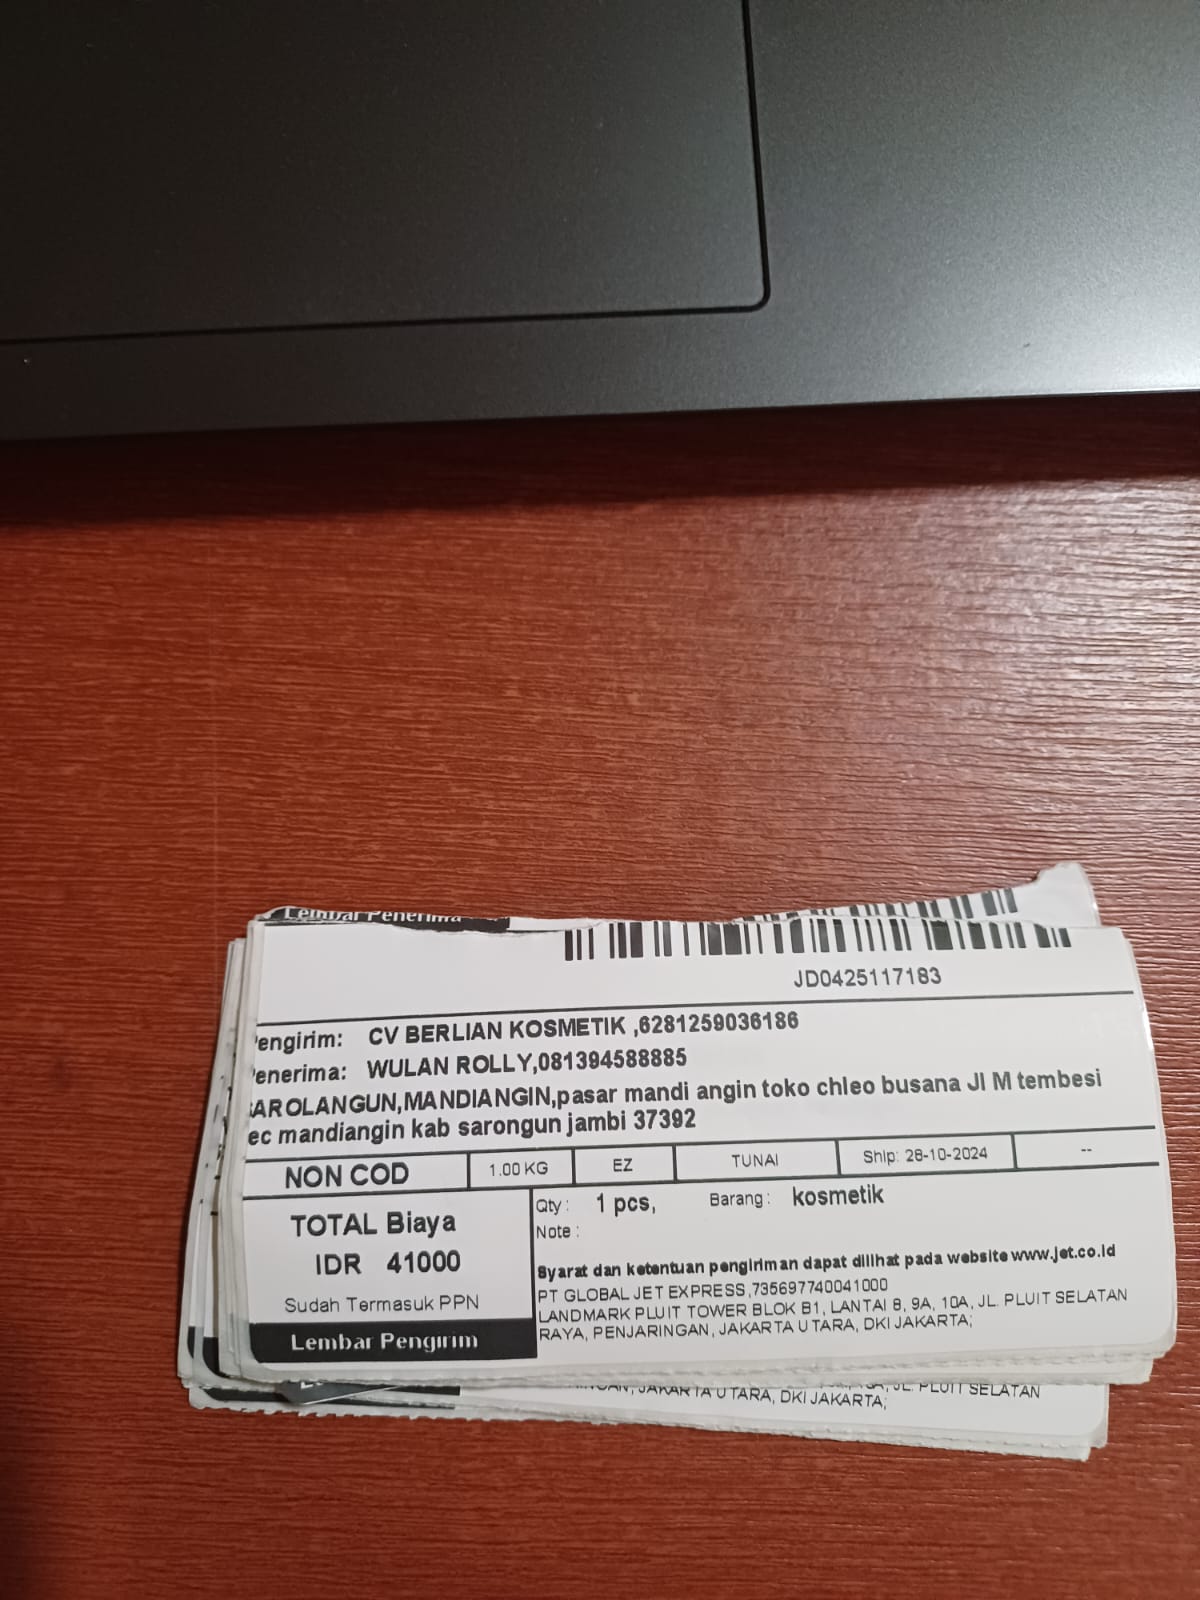 Lembar Penerima
JD0425117183
engirim: CV BERLIAN KOSMETIK ,6281259036186
enerima: WULAN ROLLY,081394588885
AROLANGUN,MANDIANGIN,pasar mandi angin toko chleo busana Jl M tembesi
ec mandiangin kab sarongun jambi 37392
NON COD 1.00 KG EZ TUNAI Ship: 28-10-2024 --
TOTAL Biaya
IDR 41000
Sudah Termasuk PPN
Lembar Pengirim
Qty : 1 pcs, Barang : kosmetik
Note :
Syarat dan ketentuan pengiriman dapat dilihat pada website www.jet.co.id
PT GLOBAL JET EXPRESS,735697740041000
LANDMARK PLUIT TOWER BLOK B1, LANTAI 8, 9A, 10A, JL. PLUIT SELATAN
RAYA, PENJARINGAN, JAKARTA UTARA, DKI JAKARTA;
JL. PLUIT SELATAN
JAKARTA UTARA, DKI JAKARTA;